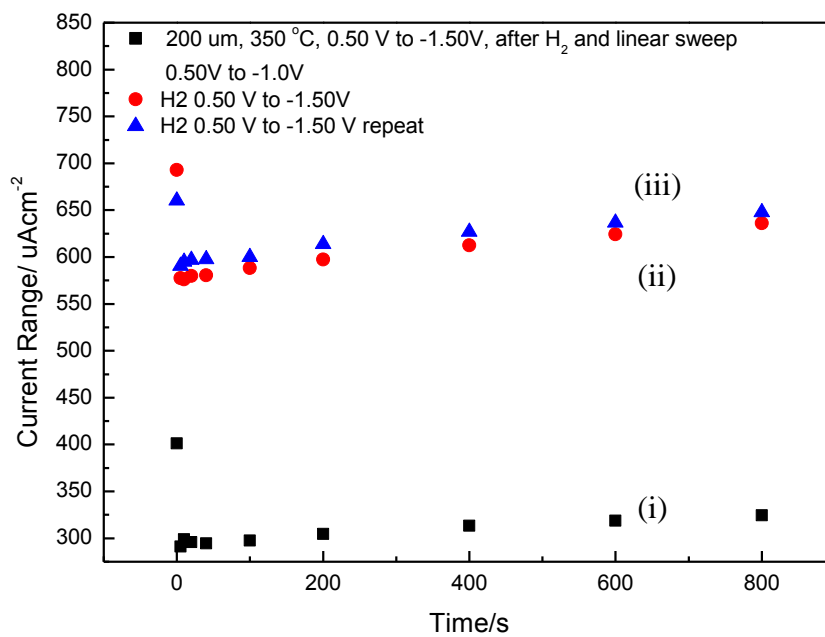 850
800
750
700
650
600
550
500
450
400
350
300
Current Range/ uAcm⁻²
■ 200 um, 350 °C, 0.50 V to -1.50V, after H₂ and linear sweep
0.50V to -1.0V
● H2 0.50 V to -1.50V
▲ H2 0.50 V to -1.50 V repeat
(iii)
(ii)
(i)
0 200 400 600 800
Time/s